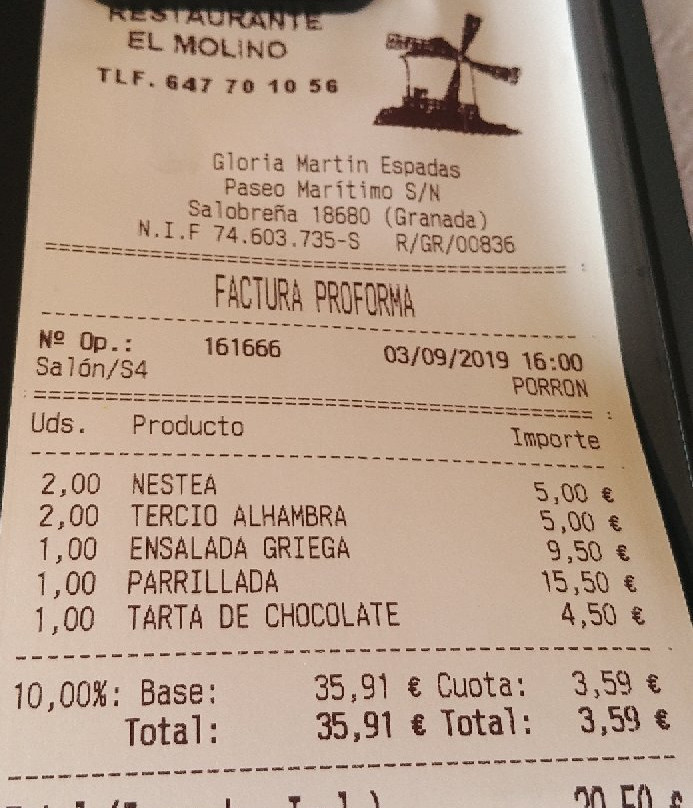 RESTAURANTE
EL MOLINO
TLF. 647 70 10 56
Gloria Martin Espadas
Paseo Marítimo S/N
Salobreña 18680 (Granada)
N.I.F 74.603.735-S R/GR/00836
FACTURA PROFORMA
Nº Op.: 161666 03/09/2019 16:00
Salón/S4 PORRON
Uds. Producto Importe
2,00 NESTEA 5,00 €
2,00 TERCIO ALHAMBRA 5,00 €
1,00 ENSALADA GRIEGA 9,50 €
1,00 PARRILLADA 15,50 €
1,00 TARTA DE CHOCOLATE 4,50 €
10,00%: Base: 35,91 € Cuota: 3,59 €
Total: 35,91 € Total: 3,59 €